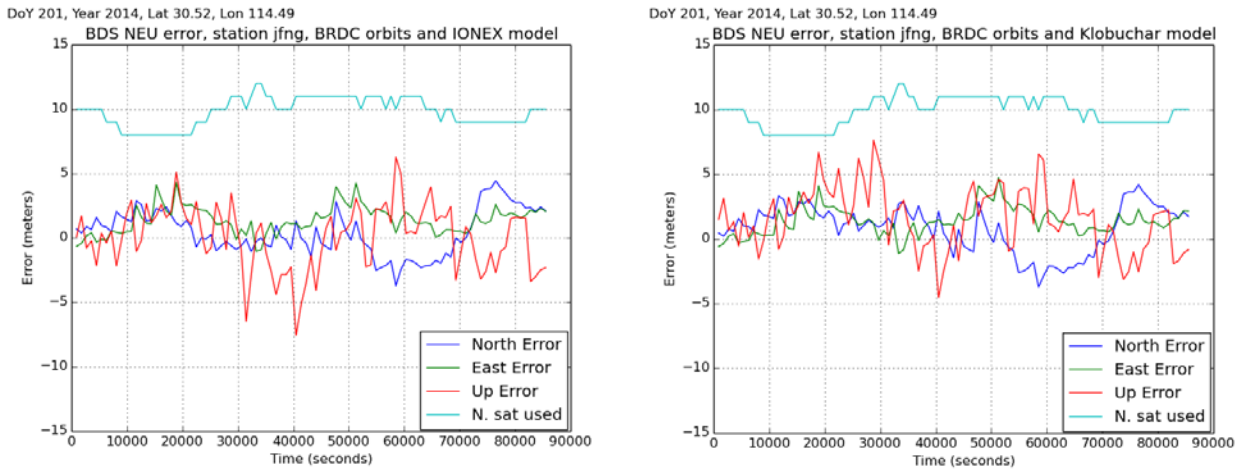 DoY 201, Year 2014, Lat 30.52, Lon 114.49
BDS NEU error, station jfng, BRDC orbits and IONEX model
15
10
5
0
−5
−10
−15
Error (meters)
North Error
East Error
Up Error
N. sat used
0 10000 20000 30000 40000 50000 60000 70000 80000 90000
Time (seconds)
DoY 201, Year 2014, Lat 30.52, Lon 114.49
BDS NEU error, station jfng, BRDC orbits and Klobuchar model
15
10
5
0
−5
−10
−15
Error (meters)
North Error
East Error
Up Error
N. sat used
0 10000 20000 30000 40000 50000 60000 70000 80000 90000
Time (seconds)